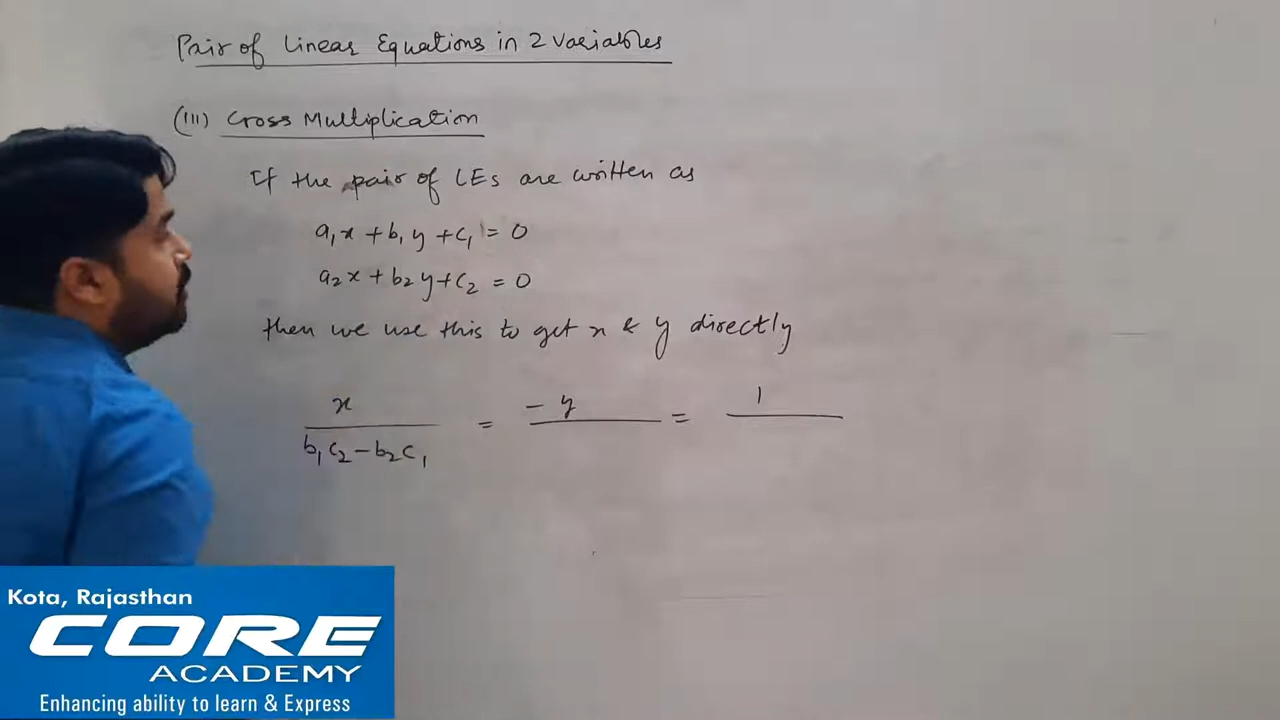 Pair of Linear Equations in 2 Variables
(III) Cross Multiplication
If the pair of LEs are written as
a₁x + b₁y + c₁ = 0
a₂x + b₂y + c₂ = 0
then we use this to get x & y directly
x = - y = 1
b₁c₂ - b₂c₁
Kota, Rajasthan
CORE
ACADEMY
Enhancing ability to learn & Express